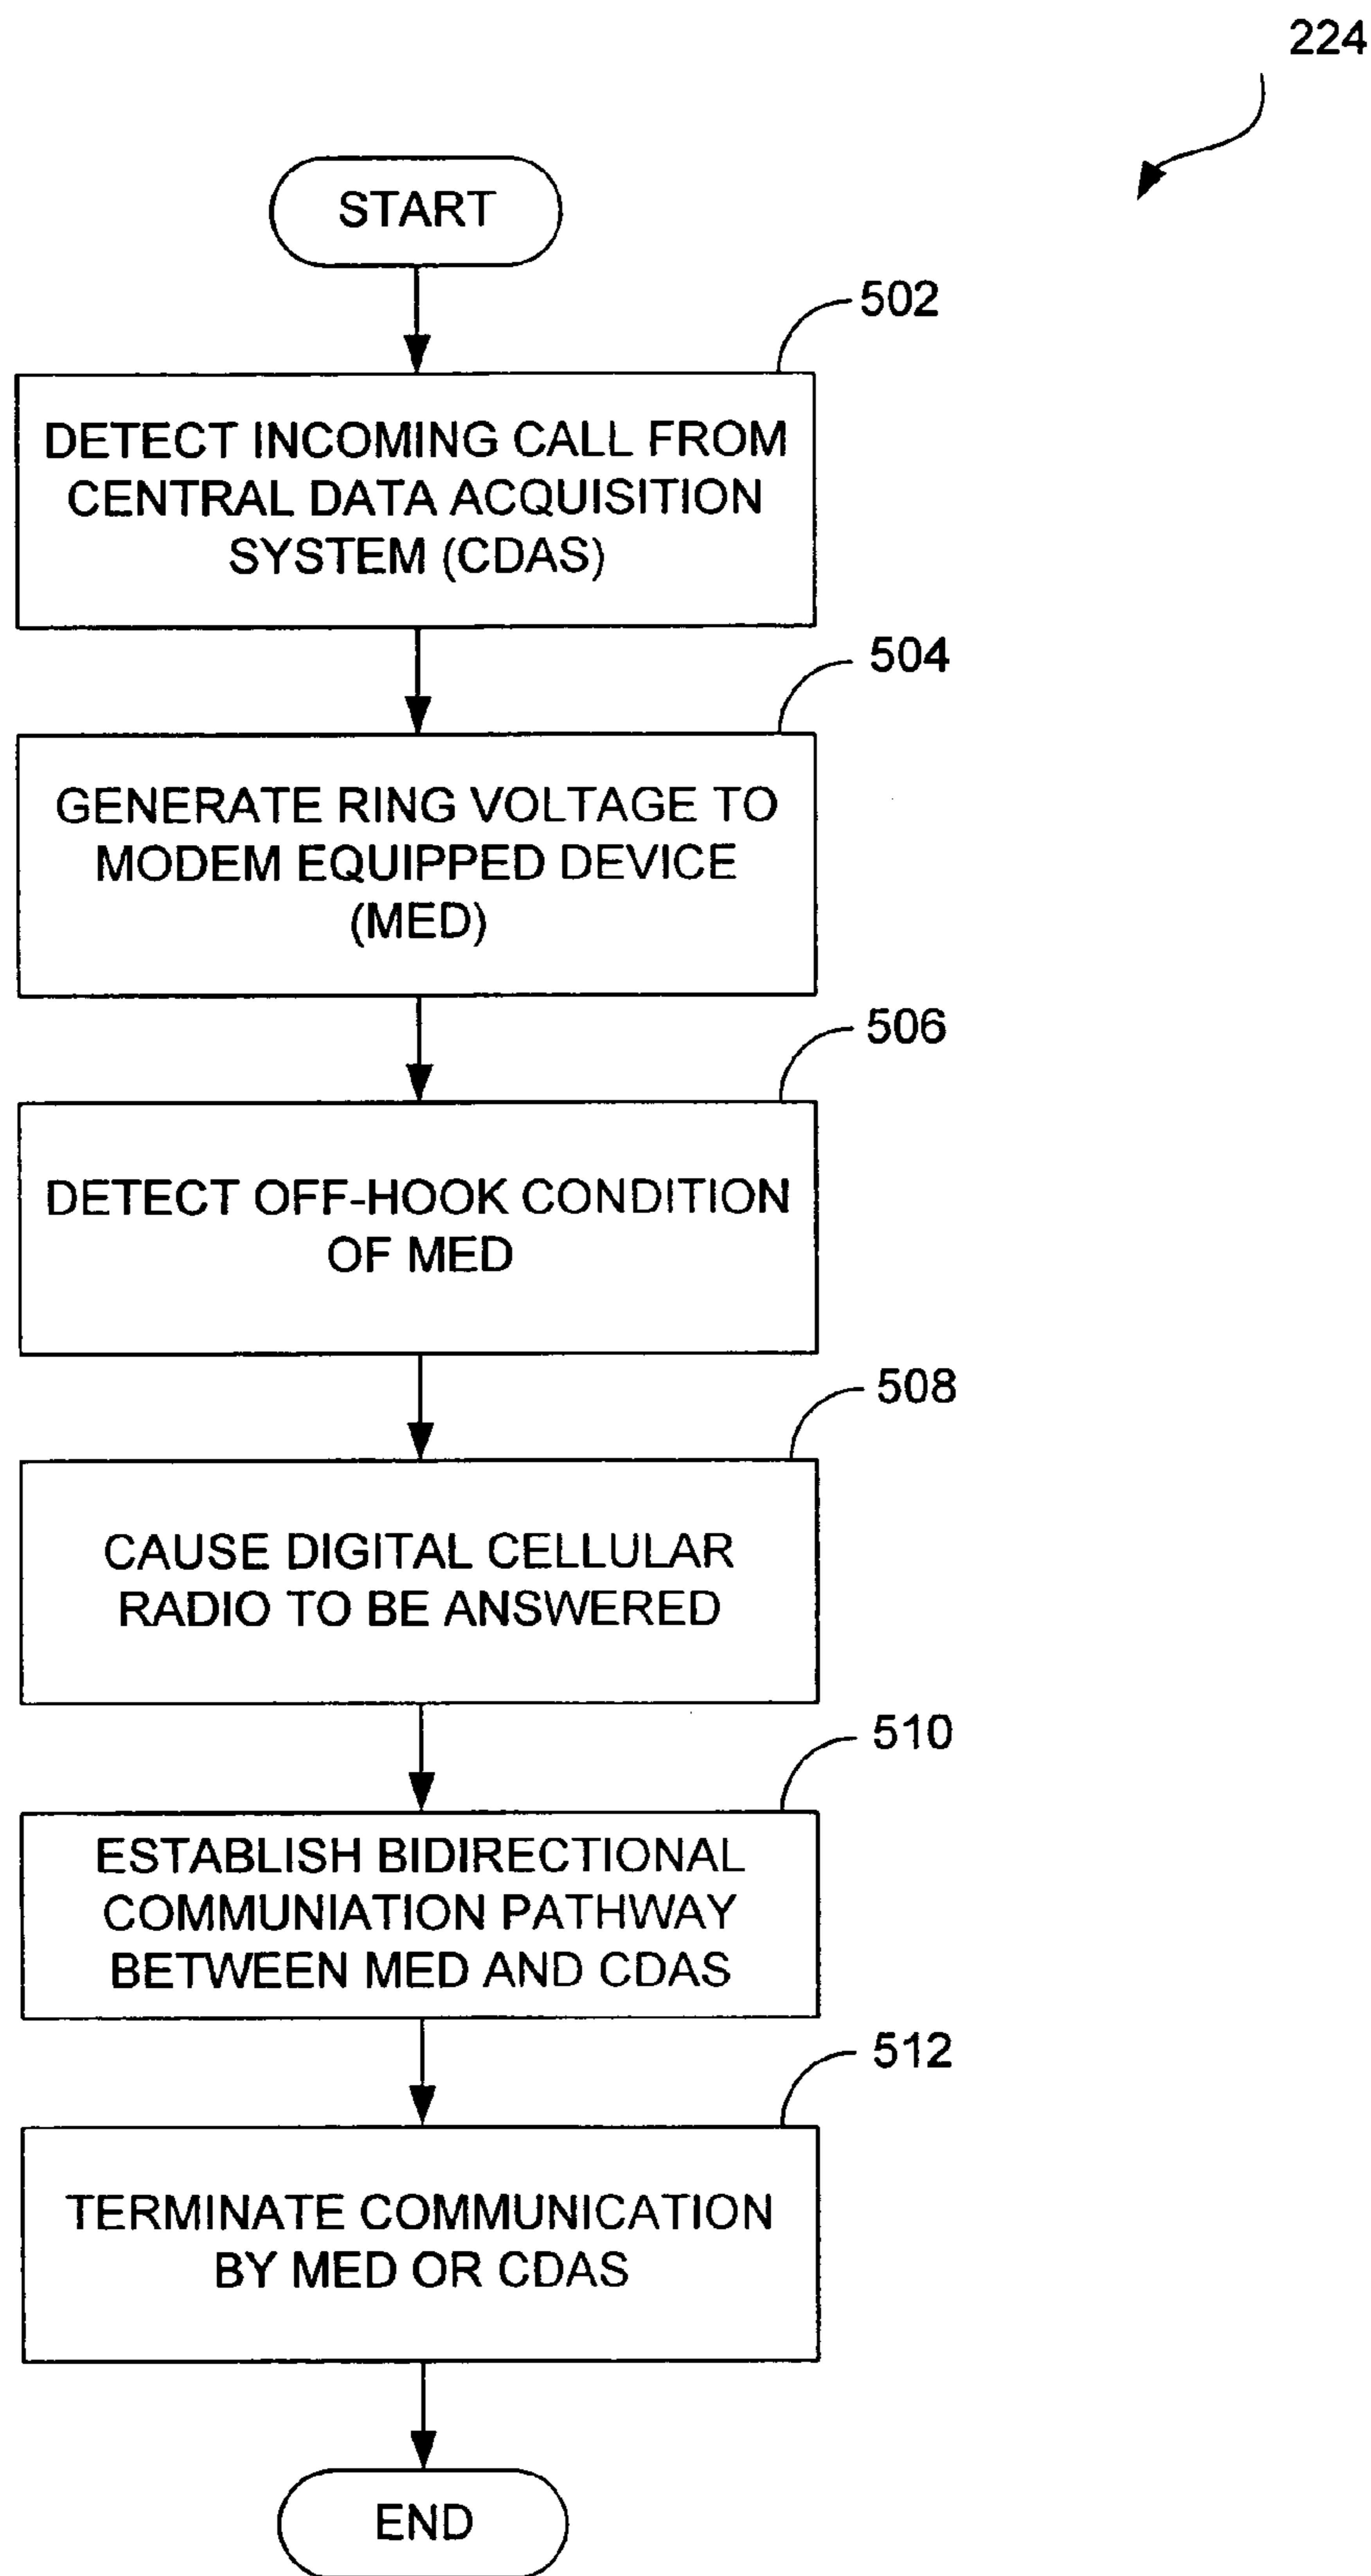 224
START
502
DETECT INCOMING CALL FROM
CENTRAL DATA ACQUISITION
SYSTEM (CDAS)
504
GENERATE RING VOLTAGE TO
MODEM EQUIPPED DEVICE
(MED)
506
DETECT OFF-HOOK CONDITION
OF MED
508
CAUSE DIGITAL CELLULAR
RADIO TO BE ANSWERED
510
ESTABLISH BIDIRECTIONAL
COMMUNIATION PATHWAY
BETWEEN MED AND CDAS
512
TERMINATE COMMUNICATION
BY MED OR CDAS
END